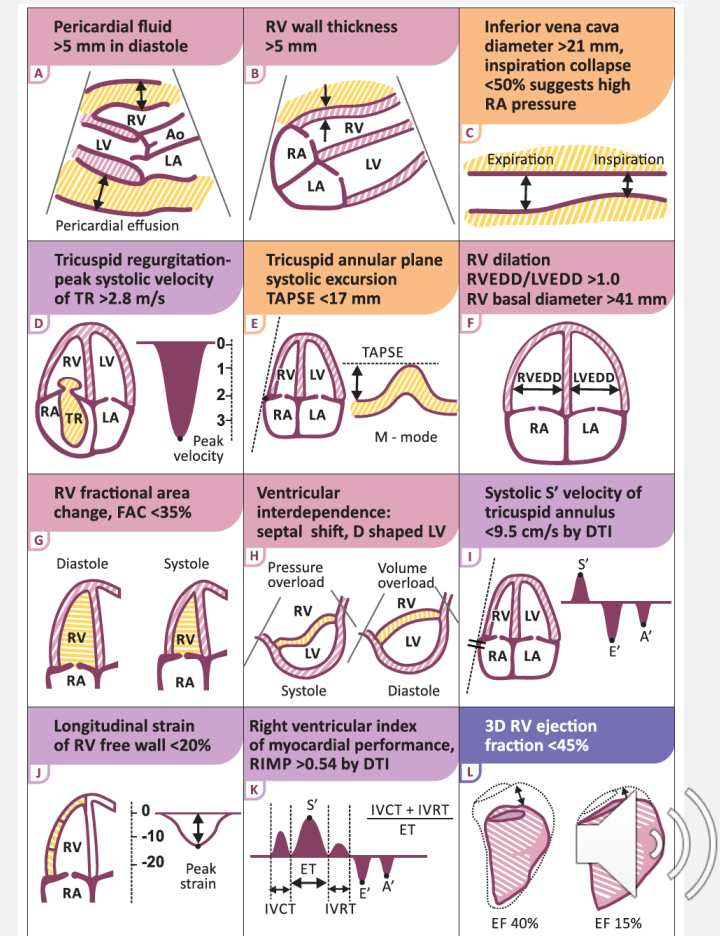 Pericardial fluid
>5 mm in diastole
A
RV
Ao
LV
LA
Pericardial effusion
RV wall thickness
>5 mm
B
RV
RA
LV
LA
Inferior vena cava
diameter >21 mm,
inspiration collapse
<50% suggests high
RA pressure
C
Expiration
Inspiration
Tricuspid regurgitation-
peak systolic velocity
of TR >2.8 m/s
D
RV
LV
RA
TR
LA
0
1
2
3
Peak
velocity
Tricuspid annular plane
systolic excursion
TAPSE <17 mm
E
TAPSE
RV
LV
RA
LA
M - mode
RV dilation
RVEDD/LVEDD >1.0
RV basal diameter >41 mm
F
RVEDD
LVEDD
RA
LA
RV fractional area
change, FAC <35%
G
Diastole
Systole
RV
RV
RA
RA
Ventricular
interdependence:
septal shift, D shaped LV
H
Pressure
overload
Volume
overload
RV
RV
LV
LV
Systole
Diastole
Systolic S’ velocity of
tricuspid annulus
<9.5 cm/s by DTI
I
S’
RV
LV
RA
LA
E’
A’
Longitudinal strain
of RV free wall <20%
J
0
-10
-20
RV
RA
Peak
strain
Right ventricular index
of myocardial performance,
RIMP >0.54 by DTI
K
S’
IVCT + IVRT
ET
ET
E’
A’
IVCT
IVRT
3D RV ejection
fraction <45%
L
EF 40%
EF 15%